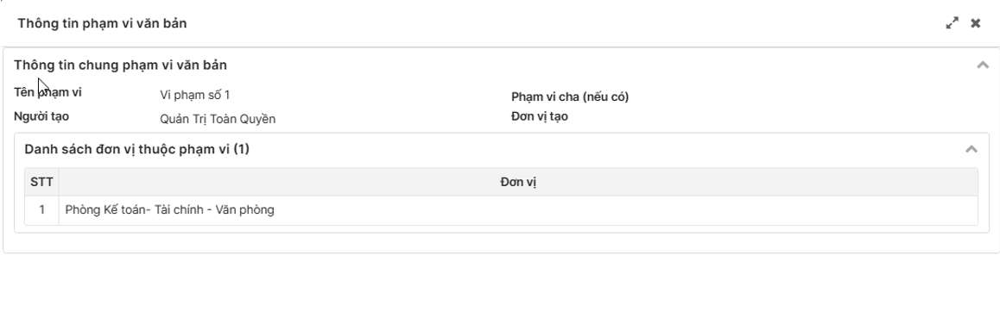 Thông tin phạm vi văn bản
Thông tin chung phạm vi văn bản
Tên phạm vi Vi phạm số 1 Phạm vi cha (nếu có)
Người tạo Quản Trị Toàn Quyền Đơn vị tạo
Danh sách đơn vị thuộc phạm vi (1)
STT Đơn vị
1 Phòng Kế toán- Tài chính - Văn phòng